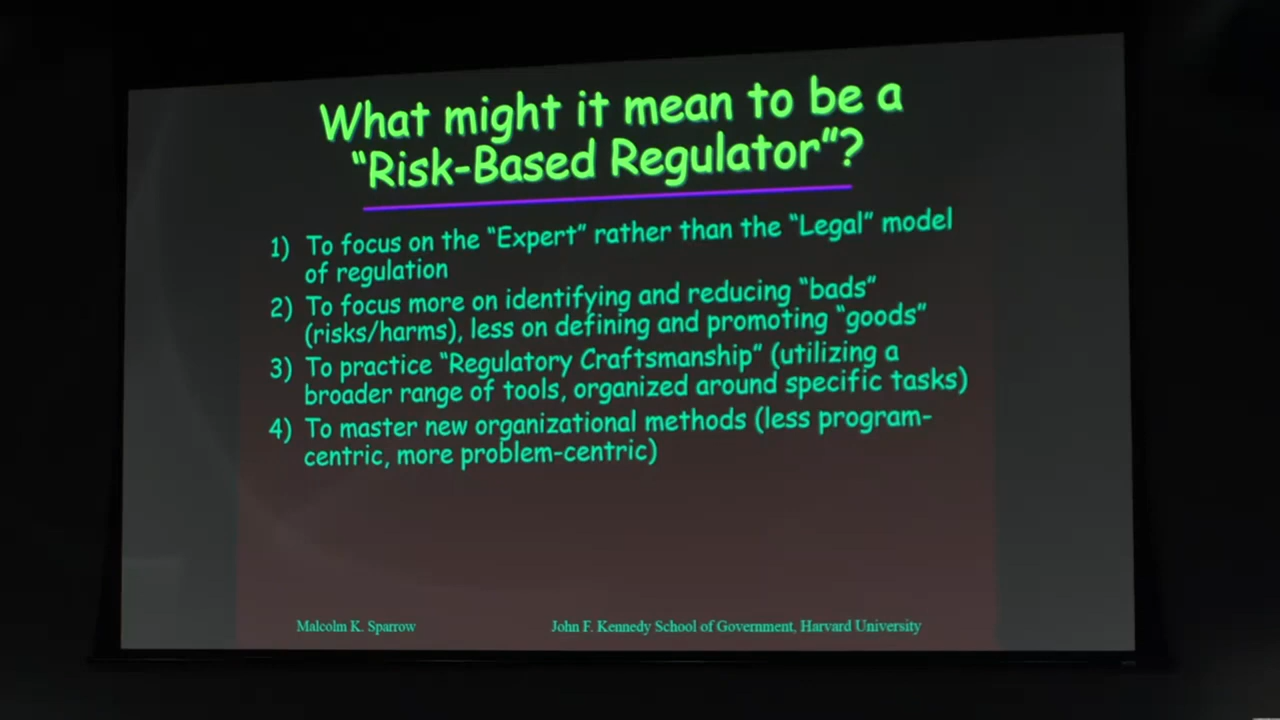 What might it mean to be a
“Risk-Based Regulator”?
1) To focus on the “Expert” rather than the “Legal” model
of regulation
2) To focus more on identifying and reducing “bads”
(risks/harms), less on defining and promoting “goods”
3) To practice “Regulatory Craftsmanship” (utilizing a
broader range of tools, organized around specific tasks)
4) To master new organizational methods (less program-
centric, more problem-centric)
Malcolm K. Sparrow
John F. Kennedy School of Government, Harvard University